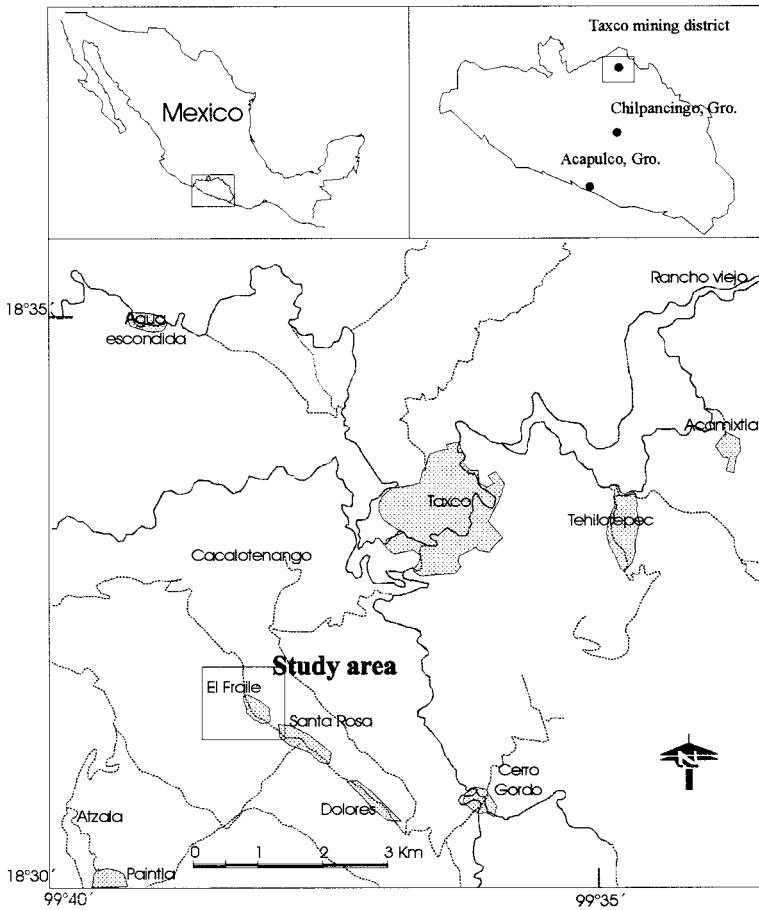 Mexico
Taxco mining district
Chilpancingo, Gro.
Acapulco, Gro.
Rancho viejo
18°35´
Agua
escondida
Acamixtla
Taxco
Tehilotepec
Cacalotenango
Study area
El Fraile
Santa Rosa
N
Cerro
Gordo
Dolores
Atzala
0 1 2 3 Km
Paintla
18°30´
99°40´
99°35´